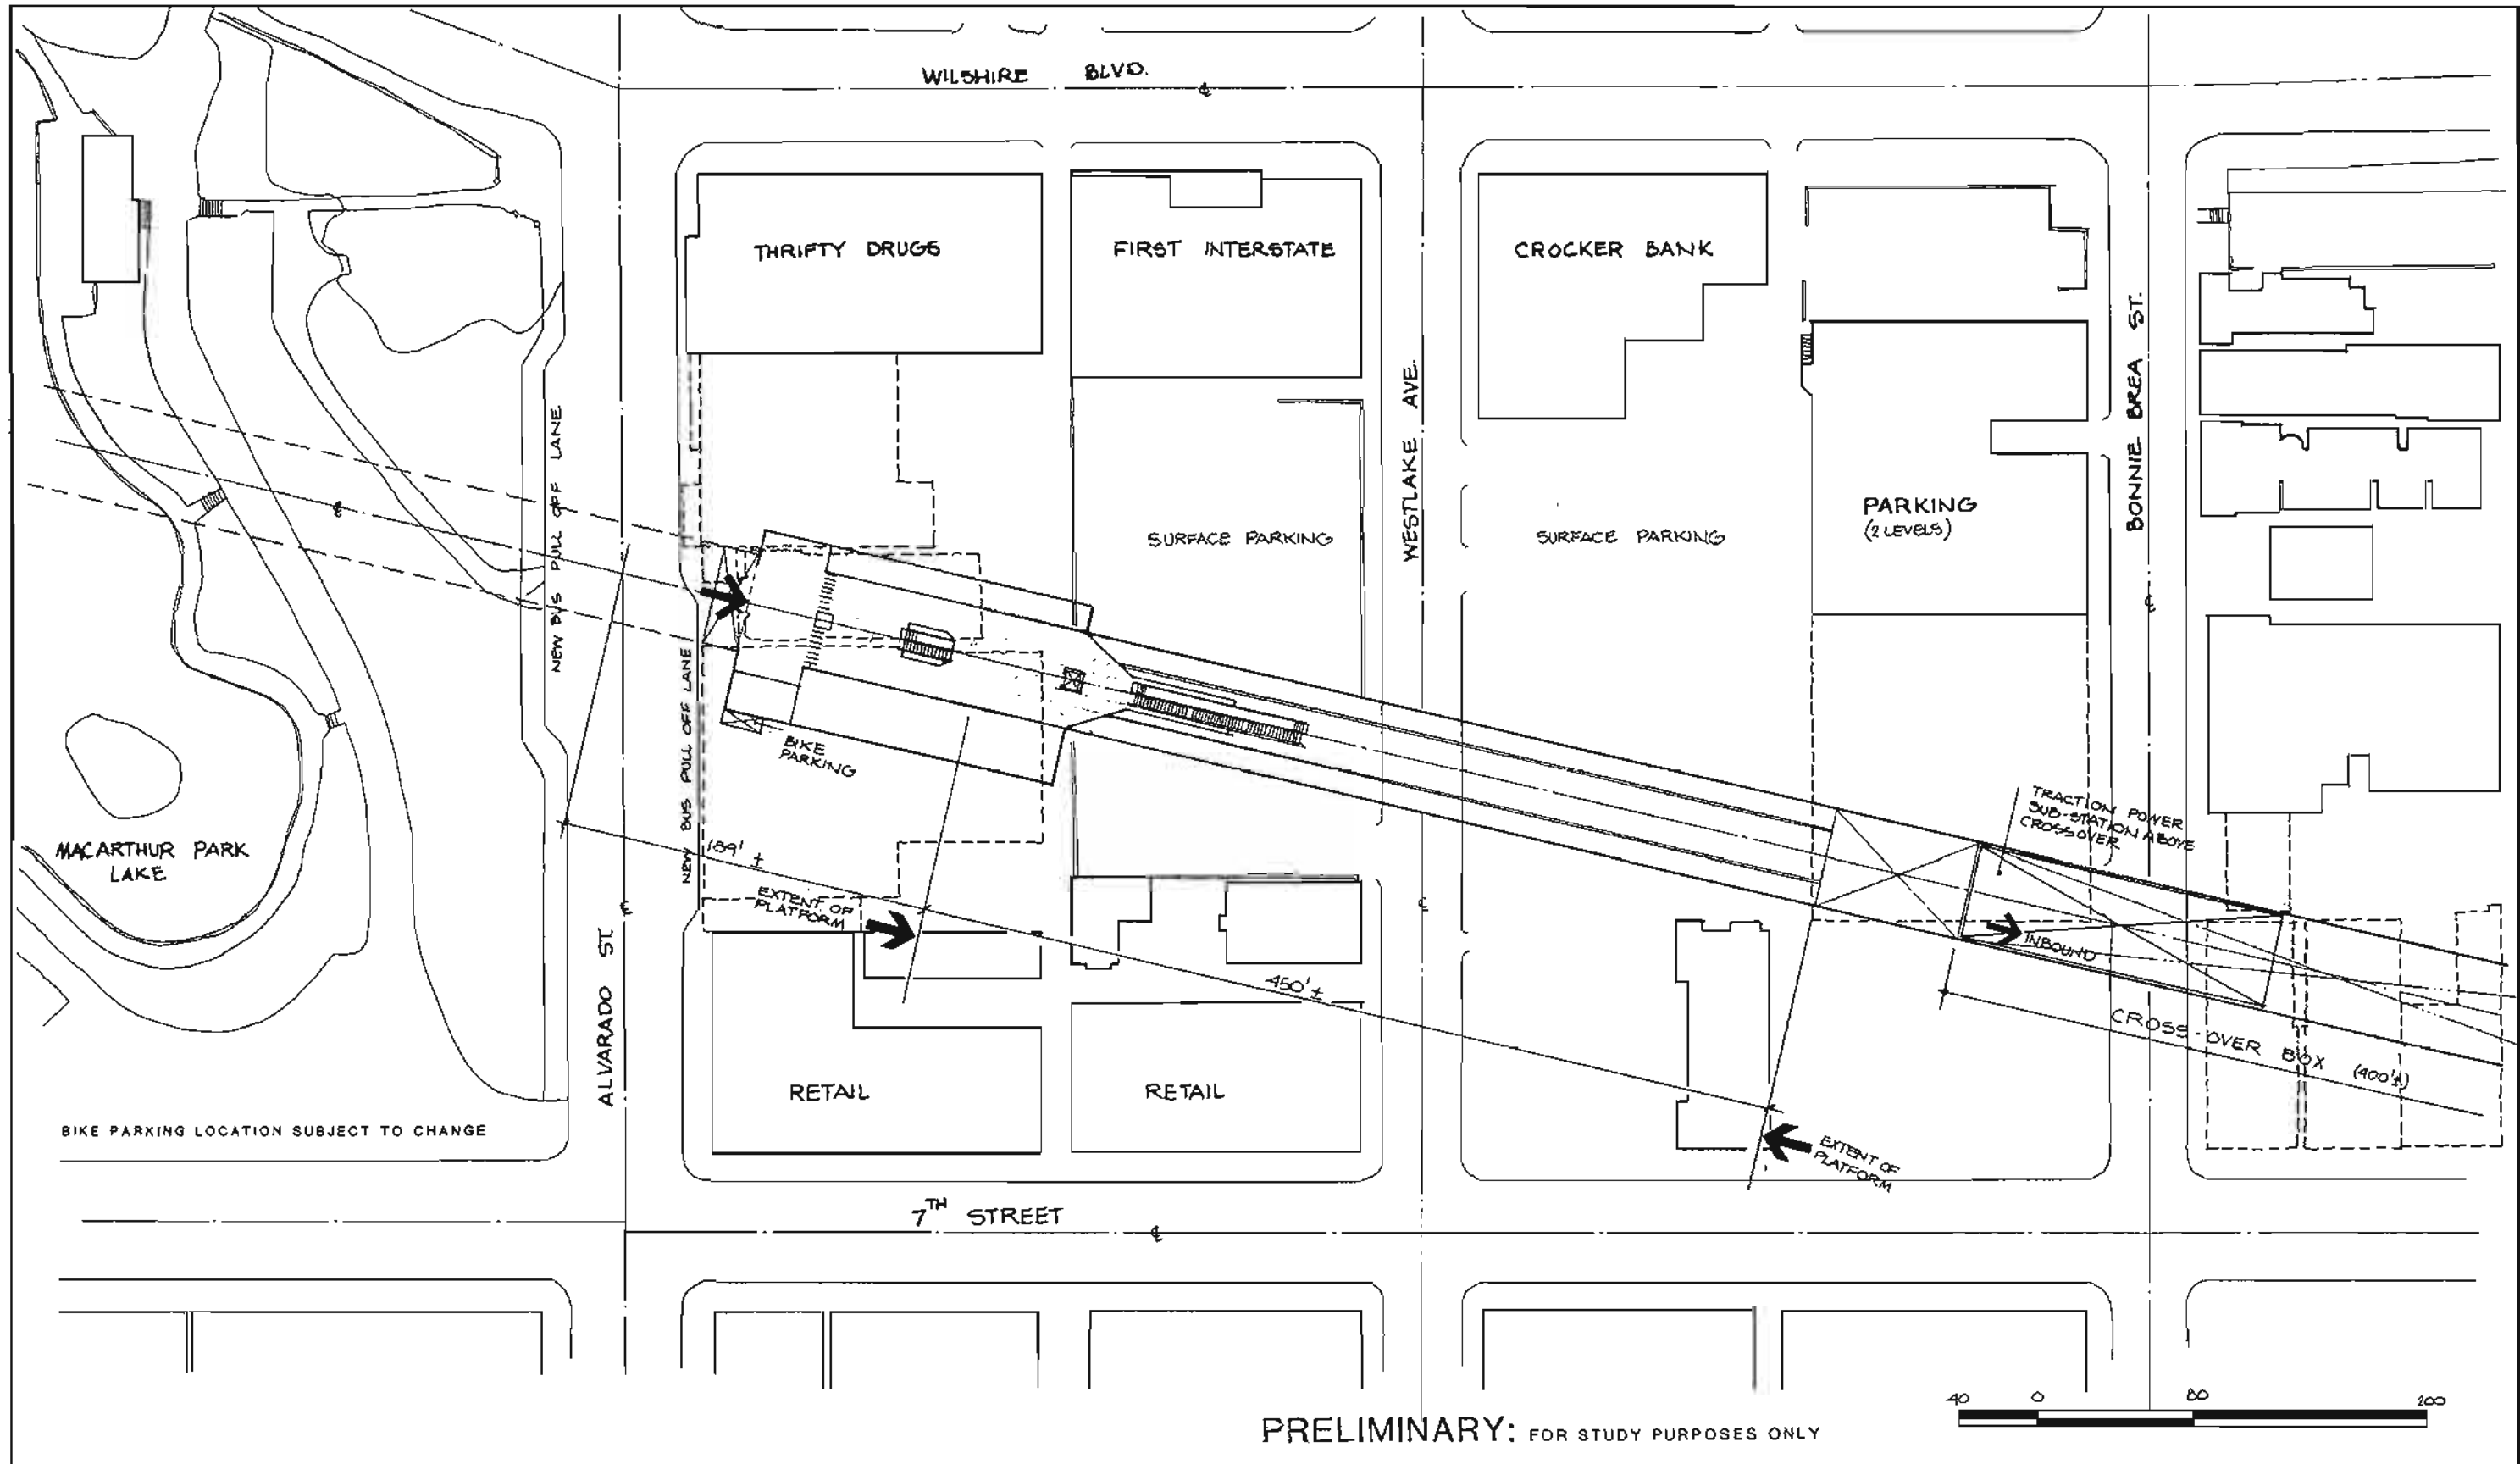 WILSHIRE BLVD.
THRIFTY DRUGS
FIRST INTERSTATE
CROCKER BANK
BONNIE BREA ST.
WESTLAKE AVE.
NEW BUS PULL OFF LANE
SURFACE PARKING
SURFACE PARKING
PARKING
(2 LEVELS)
NEW BUS PULL OFF LANE
BIKE
PARKING
TRACTION POWER
SUB-STATION ABOVE
CROSSOVER
MACARTHUR PARK
LAKE
189' ±
EXTENT OF
PLATFORM
INBOUND
450' ±
CROSS-OVER BOX (400'±)
ALVARADO ST.
RETAIL
RETAIL
BIKE PARKING LOCATION SUBJECT TO CHANGE
EXTENT OF
PLATFORM
7TH STREET
40 0 80 200
PRELIMINARY: FOR STUDY PURPOSES ONLY